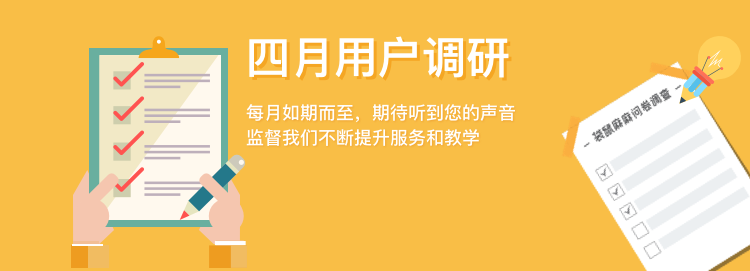 四月用户调研
每月如期而至，期待听到您的声音
监督我们不断提升服务和教学
袋鼠麻麻问卷调查